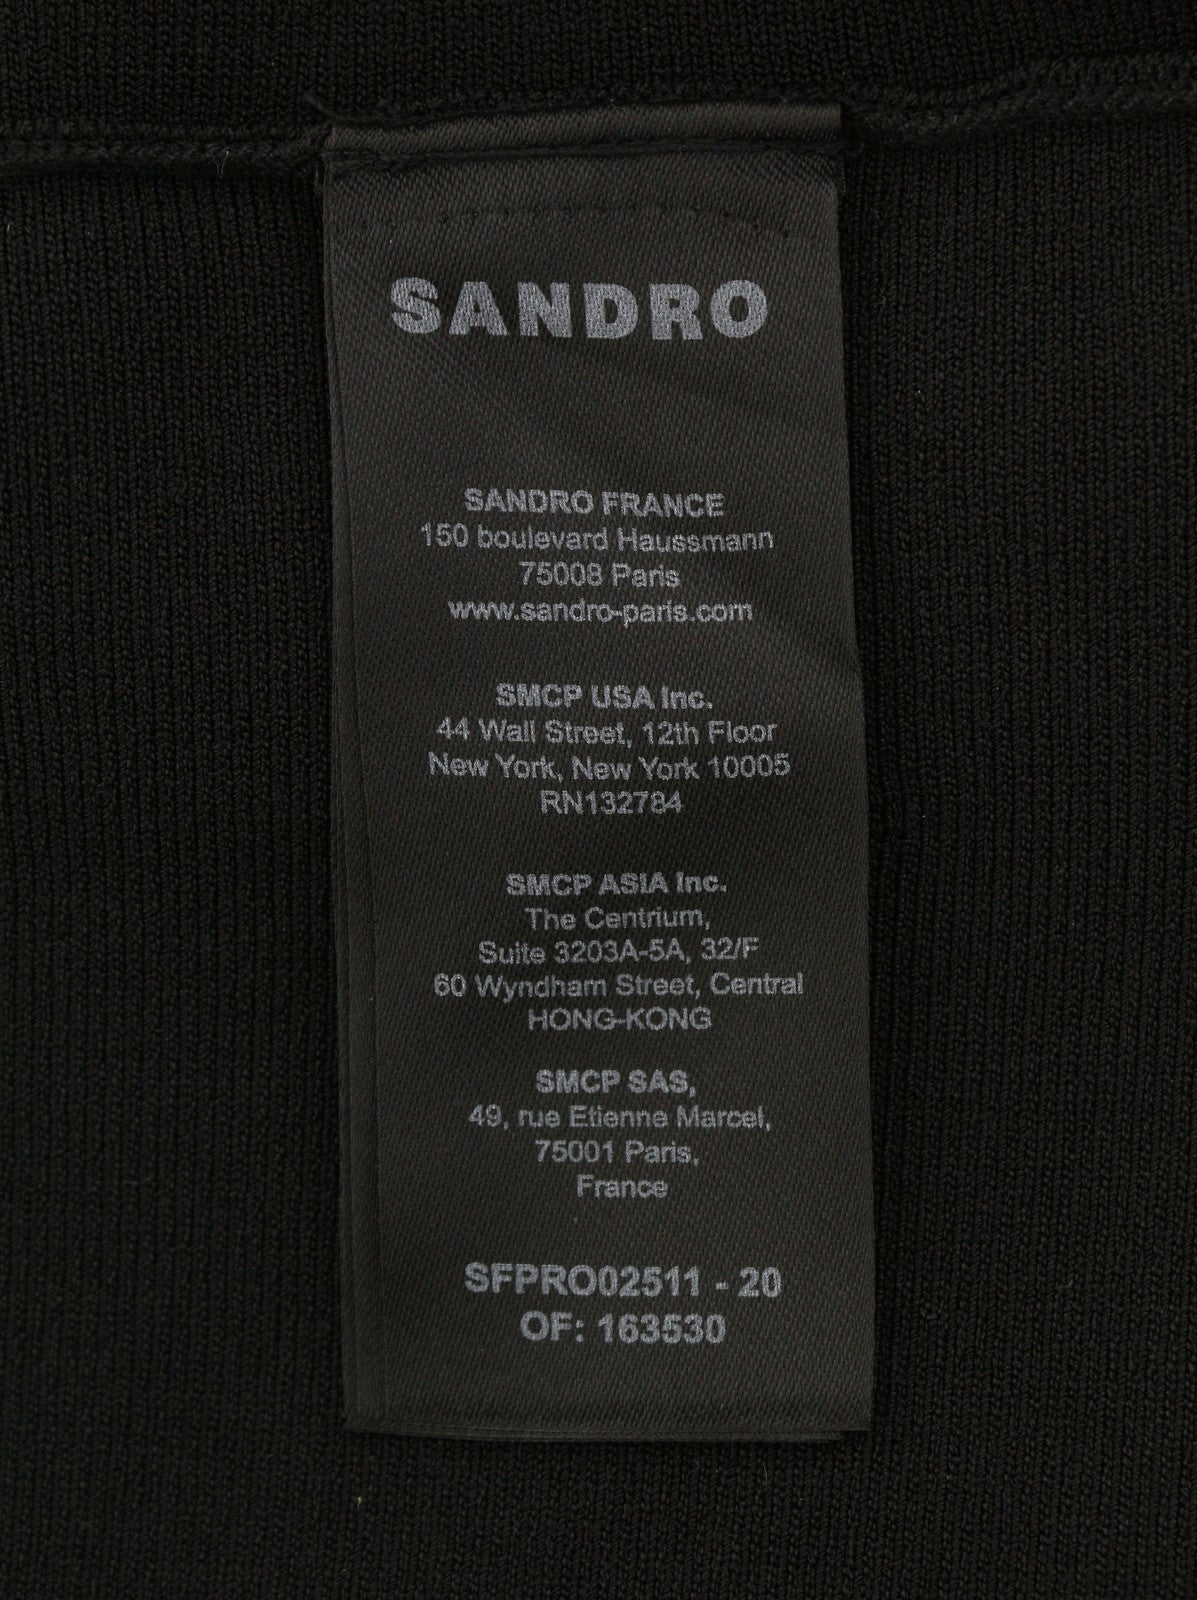 SANDRO
SANDRO FRANCE
150 boulevard Haussmann
75008 Paris
www.sandro-paris.com
SMCP USA Inc.
44 Wall Street, 12th Floor
New York, New York 10005
RN132784
SMCP ASIA Inc.
The Centrium,
Suite 3203A-5A, 32/F
60 Wyndham Street, Central
HONG-KONG
SMCP SAS,
49, rue Etienne Marcel,
75001 Paris,
France
SFPRO02511 - 20
OF: 163530